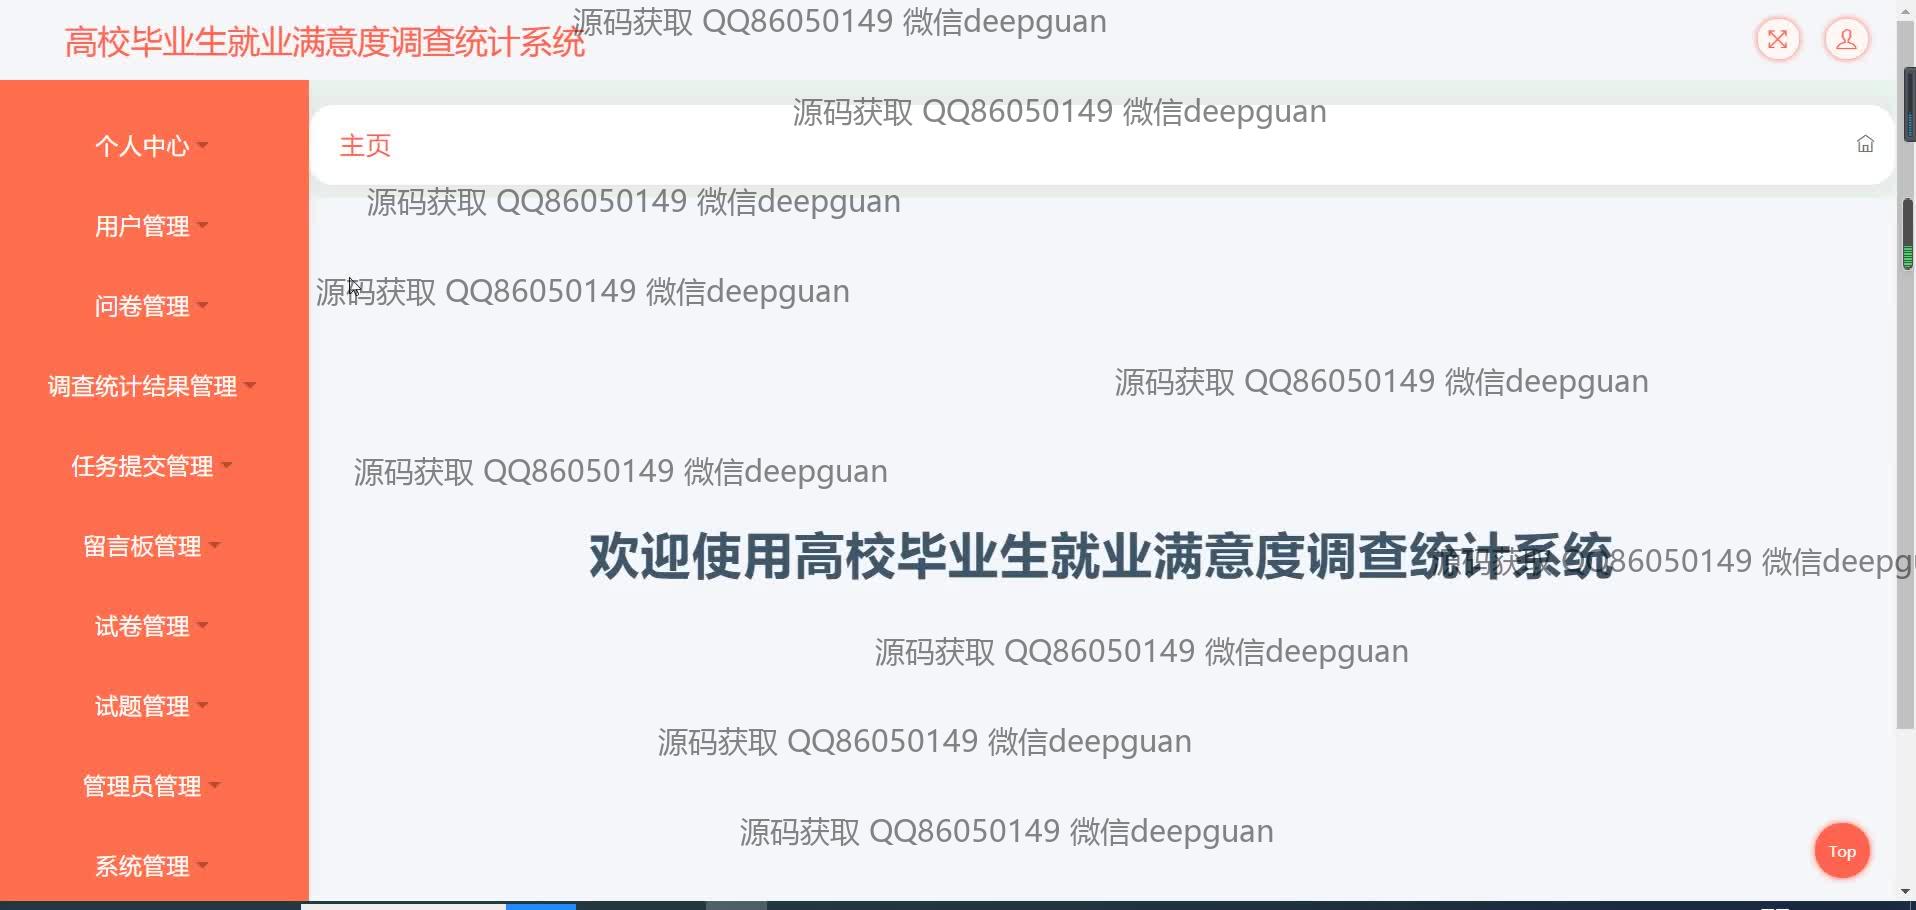 源码获取 QQ86050149 微信deepguan
高校毕业生就业满意度调查统计系统
源码获取 QQ86050149 微信deepguan
个人中心
主页
源码获取 QQ86050149 微信deepguan
用户管理
源码获取 QQ86050149 微信deepguan
问卷管理
源码获取 QQ86050149 微信deepguan
调查统计结果管理
任务提交管理
源码获取 QQ86050149 微信deepguan
留言板管理
欢迎使用高校毕业生就业满意度调查统计系统
源码获取 QQ86050149 微信deepg
试卷管理
源码获取 QQ86050149 微信deepguan
试题管理
源码获取 QQ86050149 微信deepguan
管理员管理
源码获取 QQ86050149 微信deepguan
Top
系统管理